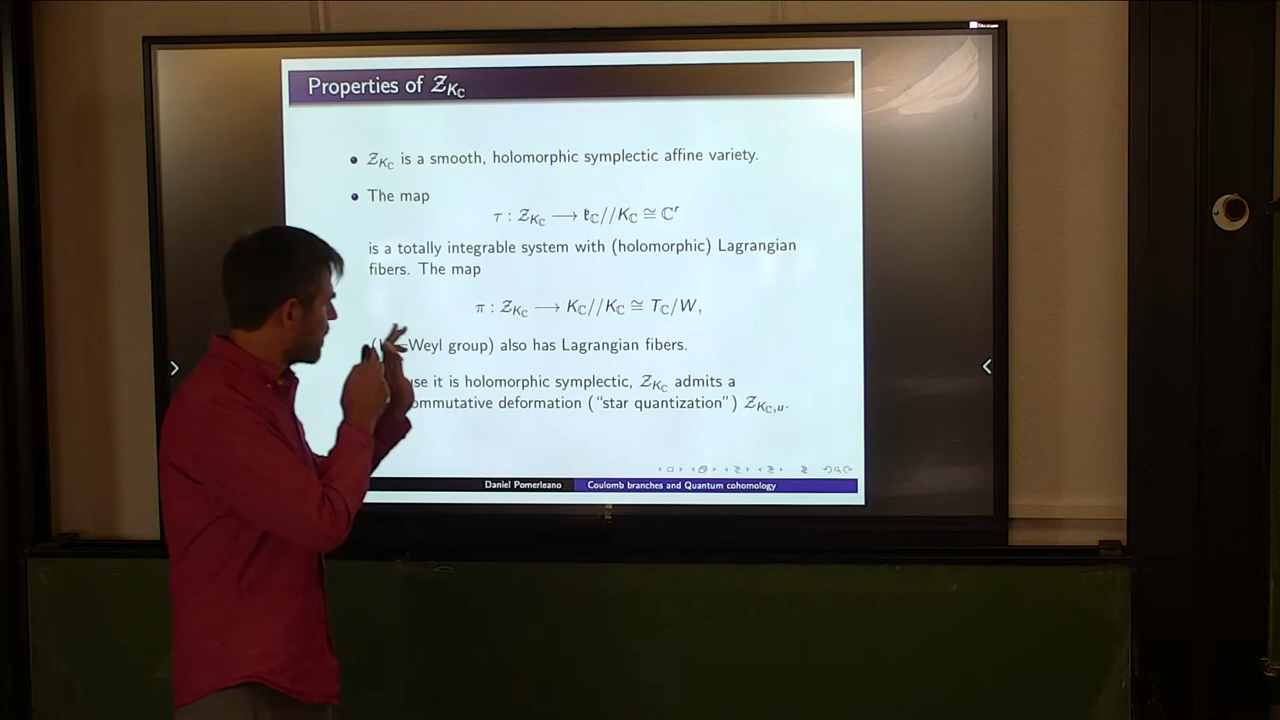 Properties of 𝒵_{K_ℂ}
• 𝒵_{K_ℂ} is a smooth, holomorphic symplectic affine variety.
• The map
τ : 𝒵_{K_ℂ} ⟶ 𝔨_ℂ//K_ℂ ≅ ℂ^r
is a totally integrable system with (holomorphic) Lagrangian
fibers. The map
π : 𝒵_{K_ℂ} ⟶ K_ℂ//K_ℂ ≅ T_ℂ/W,
Weyl group) also has Lagrangian fibers.
it is holomorphic symplectic, 𝒵_{K_ℂ} admits a
deformation ("star quantization") 𝒵_{K_ℂ,u}.
Daniel Pomerleano Coulomb branches and Quantum cohomology